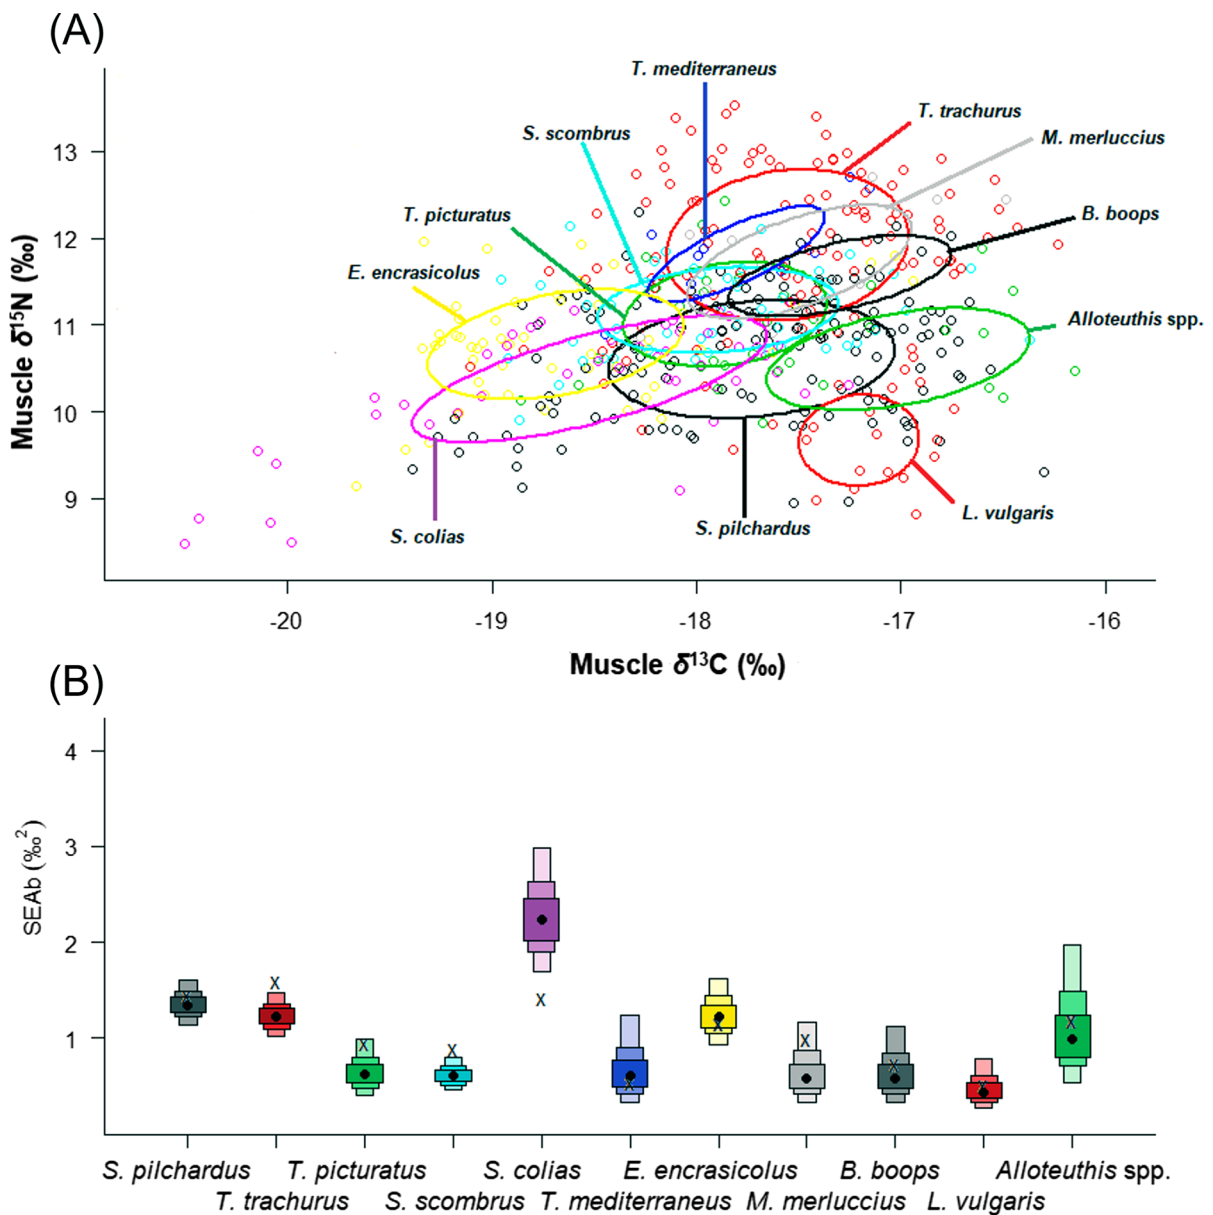 (A)
T. mediterraneus
T. trachurus
S. scombrus
M. merluccius
13
T. picturatus
B. boops
12
E. encrasicolus
Alloteuthis spp.
11
Muscle δ¹⁵N (‰)
10
9
L. vulgaris
S. pilchardus
S. colias
-20 -19 -18 -17 -16
Muscle δ¹³C (‰)
(B)
4
3
SEAb (‰²)
2
X X X X X X X X X X X
1
S. pilchardus T. picturatus S. colias E. encrasicolus B. boops Alloteuthis spp.
T. trachurus S. scombrus T. mediterraneus M. merluccius L. vulgaris